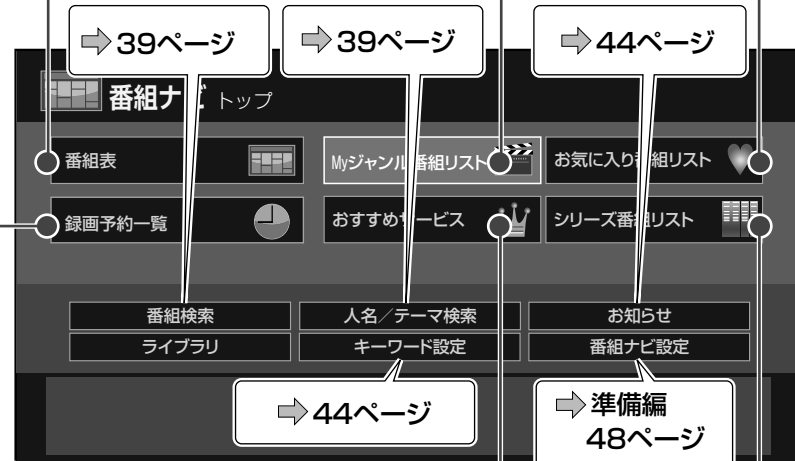 ⇨39ページ
⇨39ページ
⇨44ページ
番組ナビ トップ
番組表
Myジャンル番組リスト
お気に入り番組リスト
録画予約一覧
おすすめサービス
シリーズ番組リスト
番組検索
人名／テーマ検索
お知らせ
ライブラリ
キーワード設定
番組ナビ設定
⇨44ページ
⇨準備編
48ページ